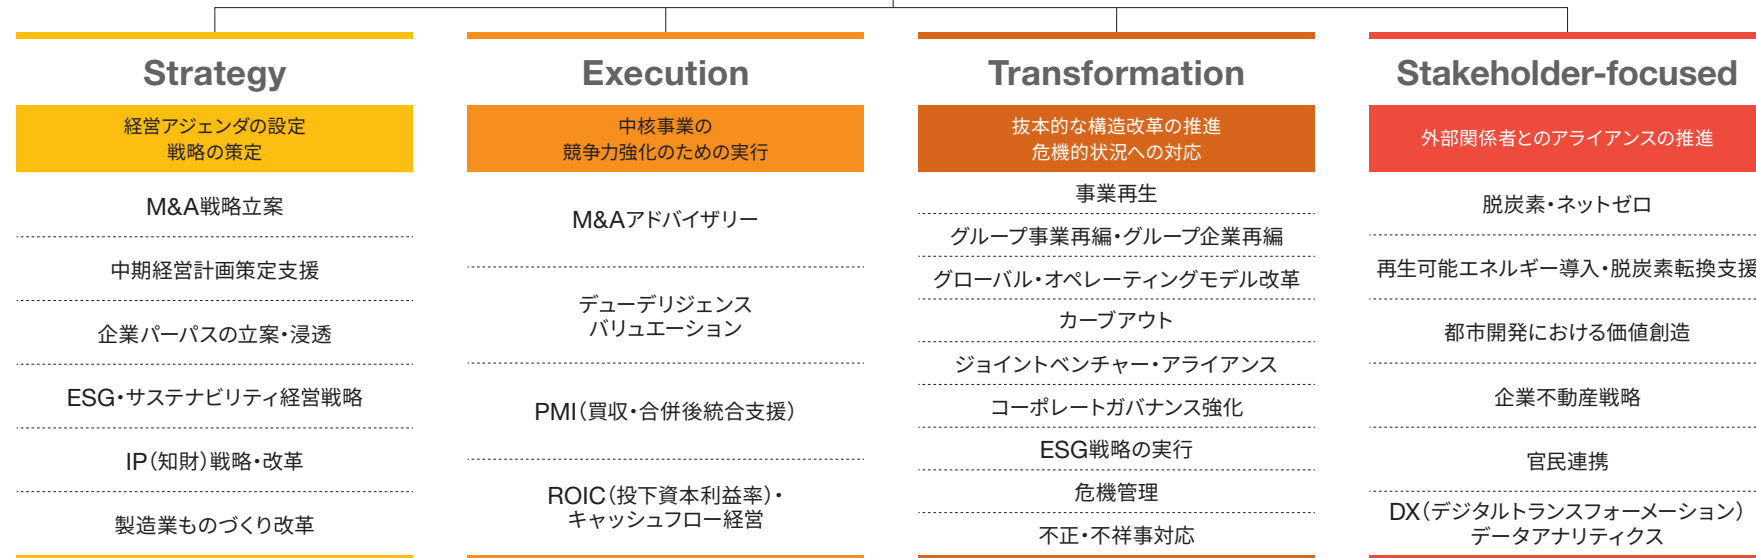 Strategy
経営アジェンダの設定
戦略の策定
M&A戦略立案
中期経営計画策定支援
企業パーパスの立案・浸透
ESG・サステナビリティ経営戦略
IP（知財）戦略・改革
製造業ものづくり改革
Execution
中核事業の
競争力強化のための実行
M&Aアドバイザリー
デューデリジェンス
バリュエーション
PMI（買収・合併後統合支援）
ROIC（投下資本利益率）・
キャッシュフロー経営
Transformation
抜本的な構造改革の推進
危機的状況への対応
事業再生
グループ事業再編・グループ企業再編
グローバル・オペレーティングモデル改革
カーブアウト
ジョイントベンチャー・アライアンス
コーポレートガバナンス強化
ESG戦略の実行
危機管理
不正・不祥事対応
Stakeholder-focused
外部関係者とのアライアンスの推進
脱炭素・ネットゼロ
再生可能エネルギー導入・脱炭素転換支援
都市開発における価値創造
企業不動産戦略
官民連携
DX（デジタルトランスフォーメーション）
データアナリティクス